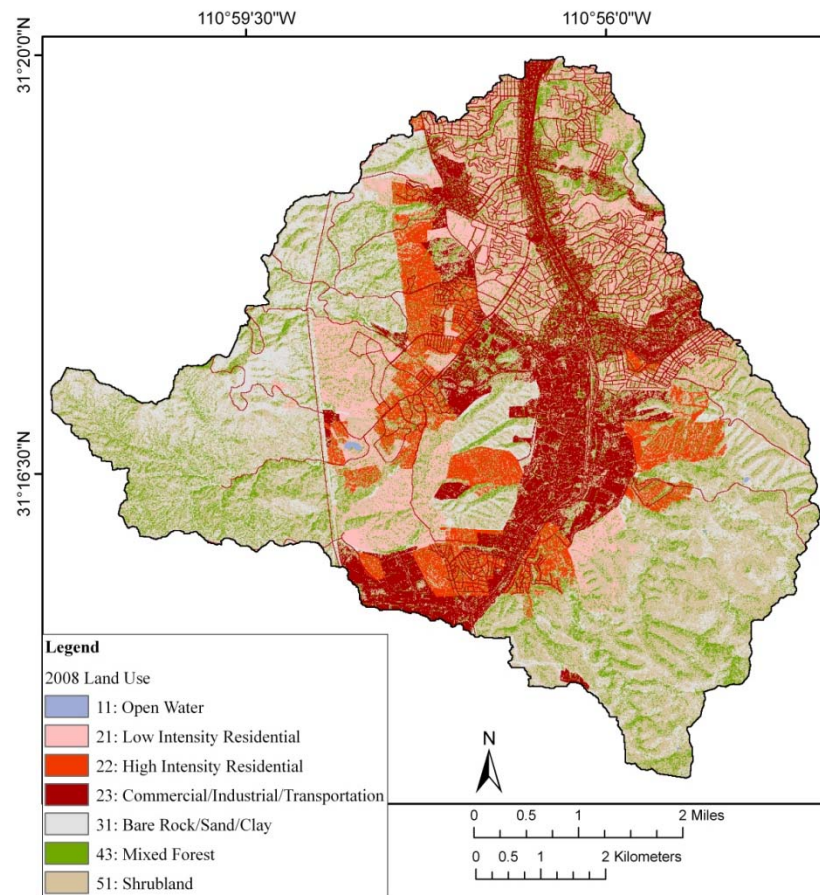 110°59'30"W
110°56'0"W
31°20'0"N
31°16'30"N
Legend
2008 Land Use
11: Open Water
21: Low Intensity Residential
22: High Intensity Residential
23: Commercial/Industrial/Transportation
31: Bare Rock/Sand/Clay
43: Mixed Forest
51: Shrubland
N
0 0.5 1 2 Miles
0 0.5 1 2 Kilometers